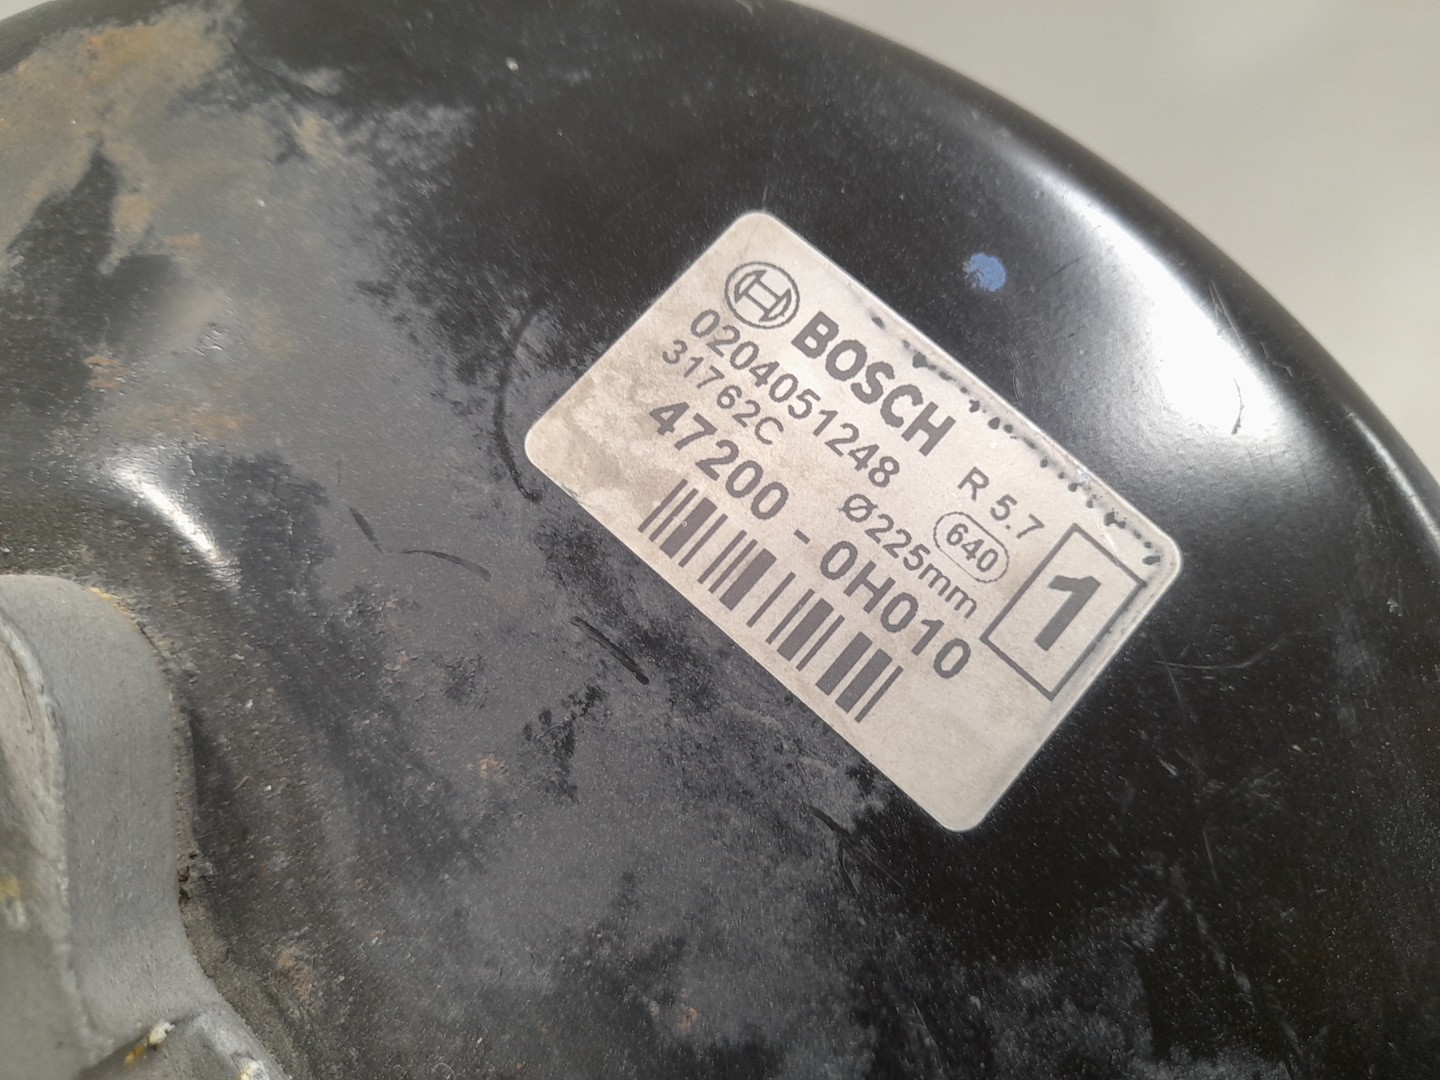 BOSCH
0204051248 R 5.7
31762C Ø225mm 640
47200-0H010
1